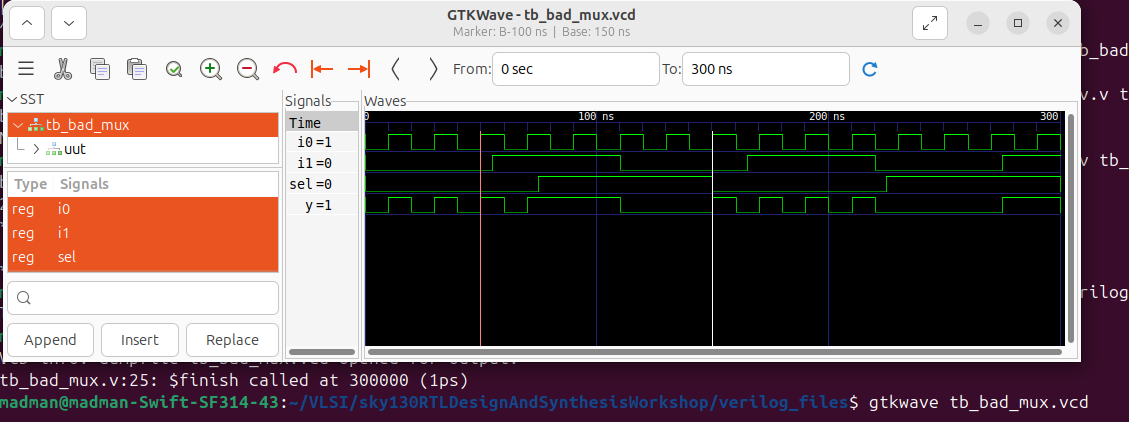 GTKWave - tb_bad_mux.vcd
Marker: B-100 ns | Base: 150 ns
From: 0 sec To: 300 ns
SST
tb_bad_mux
uut
Type Signals
reg i0
reg i1
reg sel
Append Insert Replace
Signals
Time
i0=1
i1=0
sel=0
y=1
Waves
0 100 ns 200 ns 300
tb_bad_mux.v:25: $finish called at 300000 (1ps)
madman@madman-Swift-SF314-43:~/VLSI/sky130RTLDesignAndSynthesisWorkshop/verilog_files$ gtkwave tb_bad_mux.vcd